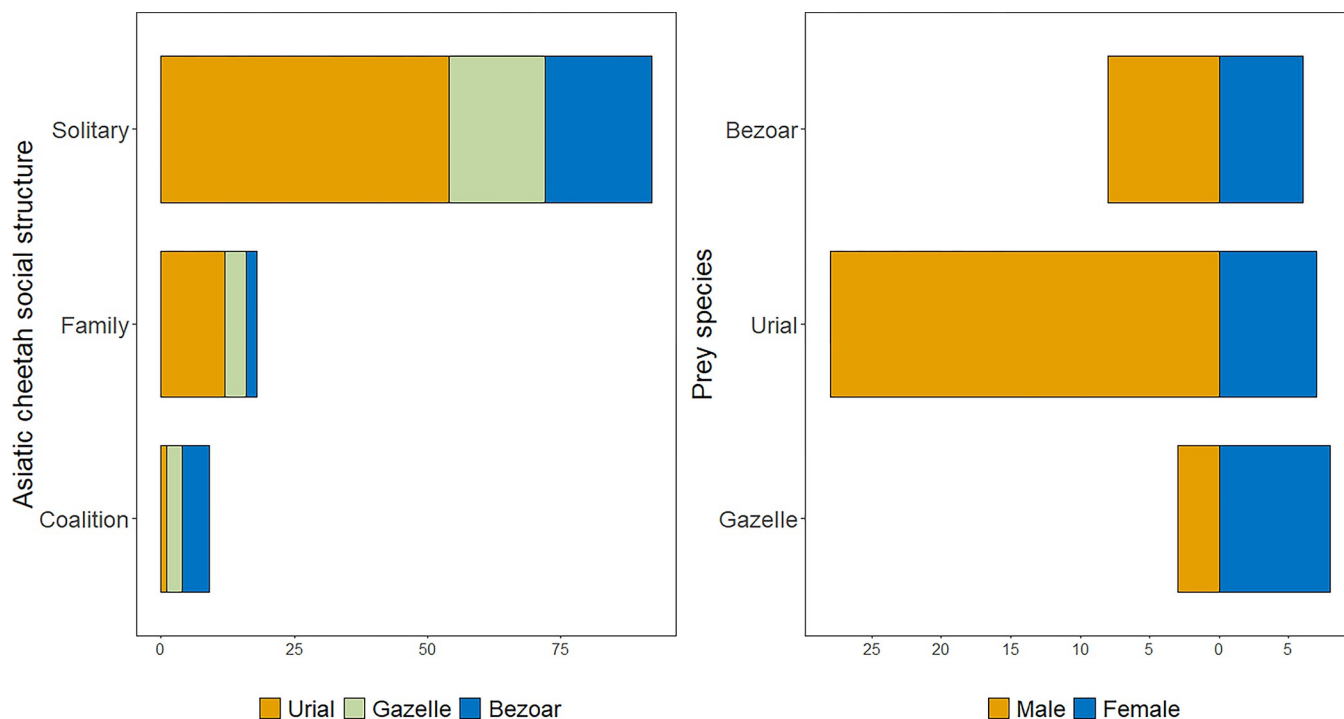 Asiatic cheetah social structure
Solitary
Family
Coalition
0 25 50 75
Urial Gazelle Bezoar
Prey species
Bezoar
Urial
Gazelle
25 20 15 10 5 0 5
Male Female